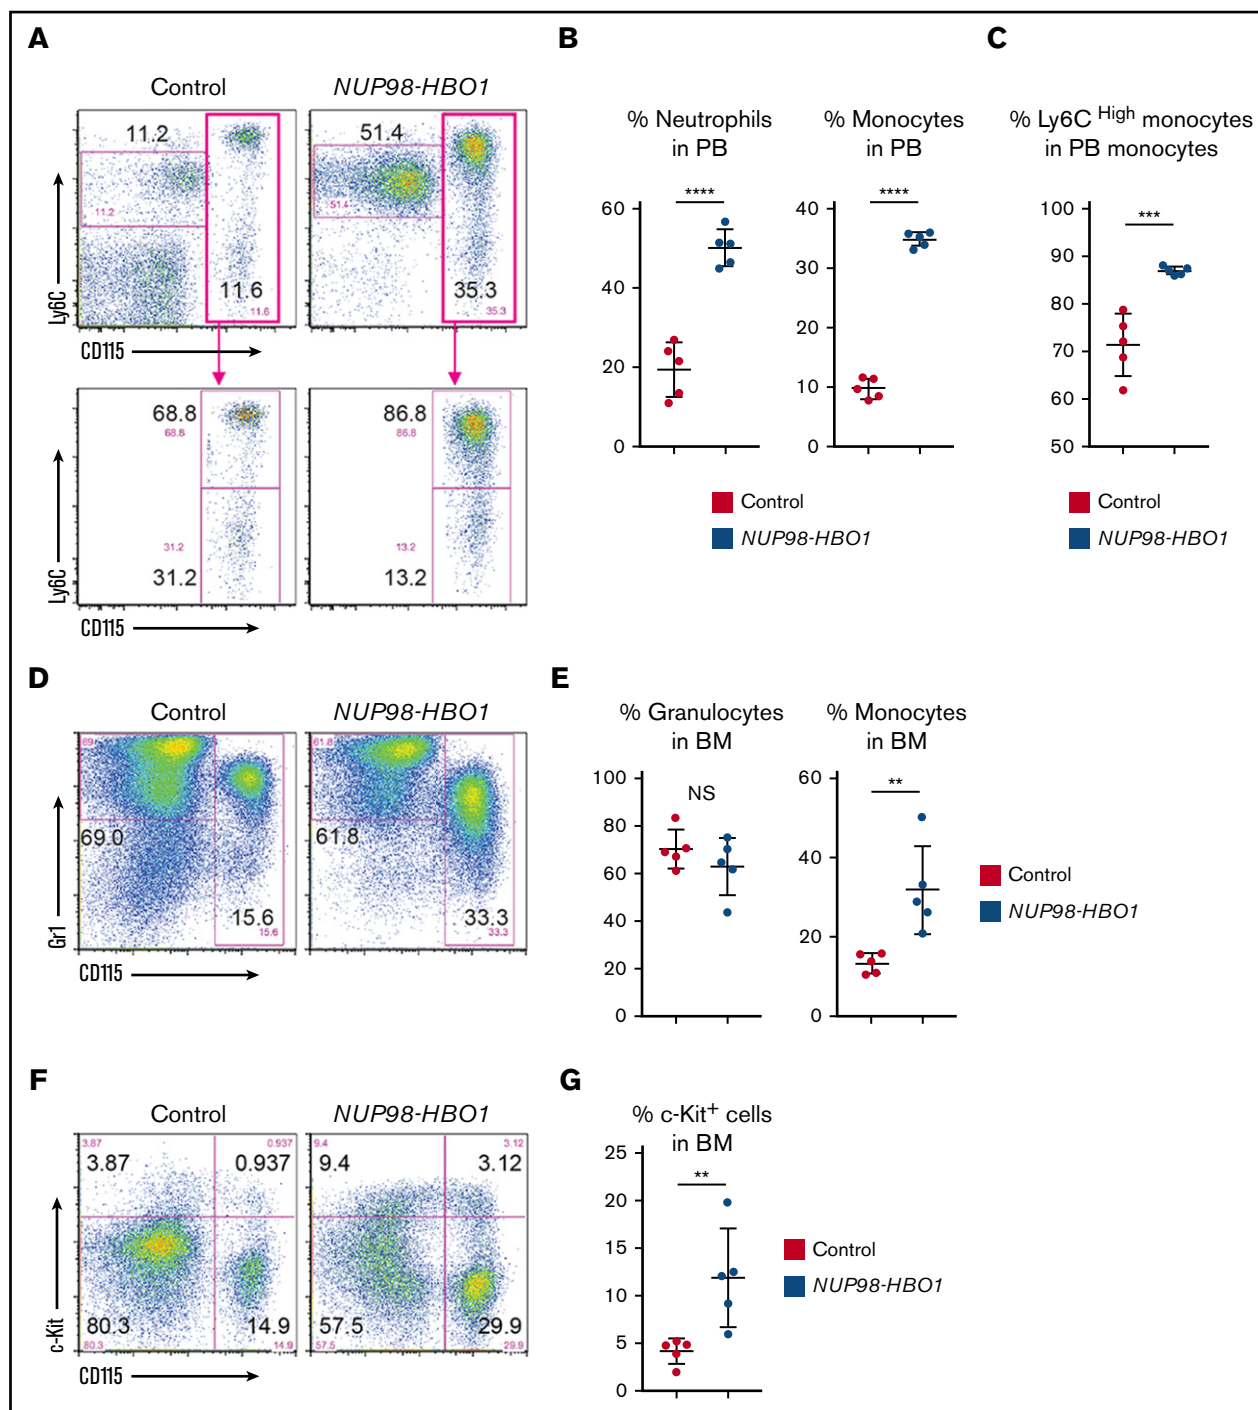 A
Control
NUP98-HBO1
11.2
11.2
11.6
11.6
51.4
51.4
35.3
35.3
Ly6C
CD115
68.8
68.8
31.2
31.2
86.8
86.8
13.2
13.2
Ly6C
CD115
B
% Neutrophils
in PB
****
60
40
20
0
% Monocytes
in PB
****
40
30
20
10
0
Control
NUP98-HBO1
C
% Ly6C High monocytes
in PB monocytes
***
100
90
80
70
60
50
Control
NUP98-HBO1
D
Control
NUP98-HBO1
69
69.0
15.6
15.6
61.8
61.8
33.3
33.3
Gr1
CD115
E
% Granulocytes
in BM
NS
100
80
60
40
20
0
% Monocytes
in BM
**
60
40
20
0
Control
NUP98-HBO1
F
Control
NUP98-HBO1
3.87
0.937
3.87
0.937
80.3
14.9
80.3
14.9
9.4
3.12
9.4
3.12
57.5
29.9
57.5
29.9
c-Kit
CD115
G
% c-Kit+ cells
in BM
**
25
20
15
10
5
0
Control
NUP98-HBO1